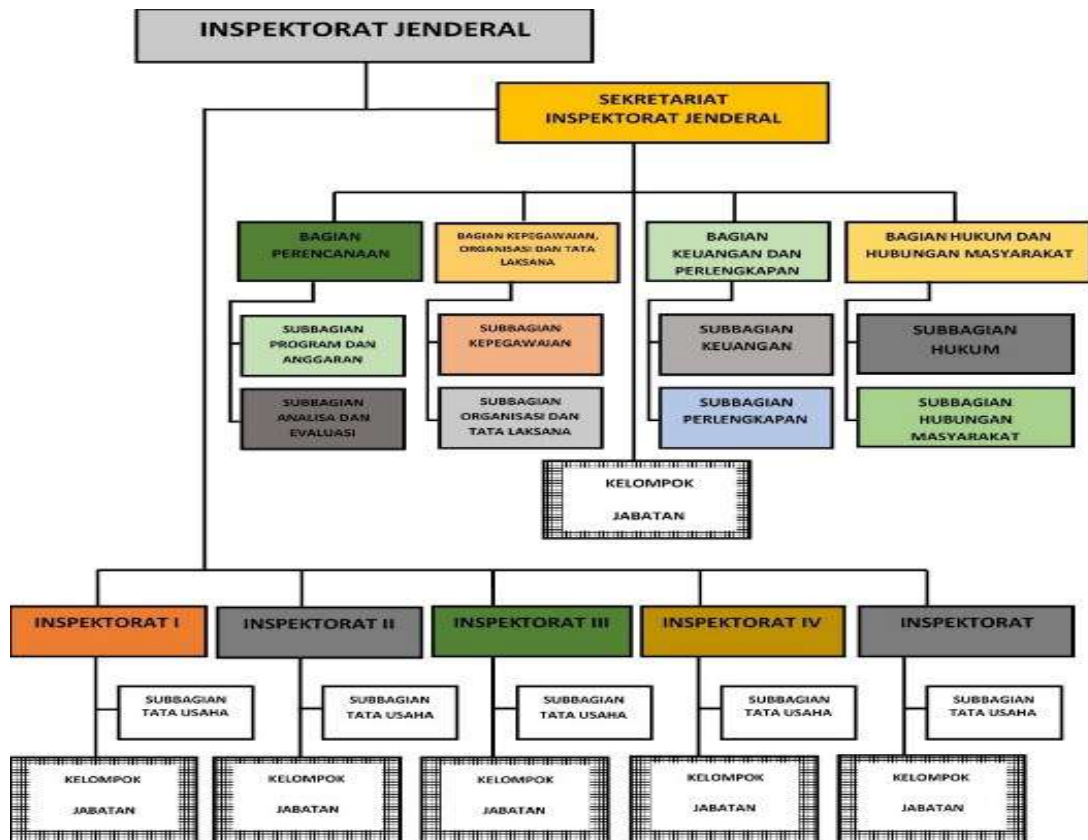 INSPEKTORAT JENDERAL
SEKRETARIAT
INSPEKTORAT JENDERAL
BAGIAN
PERENCANAAN
BAGIAN KEPEGAWAIAN,
ORGANISASI DAN TATA
LAKSANA
BAGIAN
KEUANGAN DAN
PERLENGKAPAN
BAGIAN HUKUM DAN
HUBUNGAN MASYARAKAT
SUBBAGIAN
PROGRAM DAN
ANGGARAN
SUBBAGIAN
KEPEGAWAIAN
SUBBAGIAN
KEUANGAN
SUBBAGIAN
HUKUM
SUBBAGIAN
ANALISA DAN
EVALUASI
SUBBAGIAN
ORGANISASI DAN
TATA LAKSANA
SUBBAGIAN
PERLENGKAPAN
SUBBAGIAN
HUBUNGAN
MASYARAKAT
KELOMPOK
JABATAN
INSPEKTORAT I
INSPEKTORAT II
INSPEKTORAT III
INSPEKTORAT IV
INSPEKTORAT
SUBBAGIAN
TATA USAHA
SUBBAGIAN
TATA USAHA
SUBBAGIAN
TATA USAHA
SUBBAGIAN
TATA USAHA
SUBBAGIAN
TATA USAHA
KELOMPOK
JABATAN
KELOMPOK
JABATAN
KELOMPOK
JABATAN
KELOMPOK
JABATAN
KELOMPOK
JABATAN